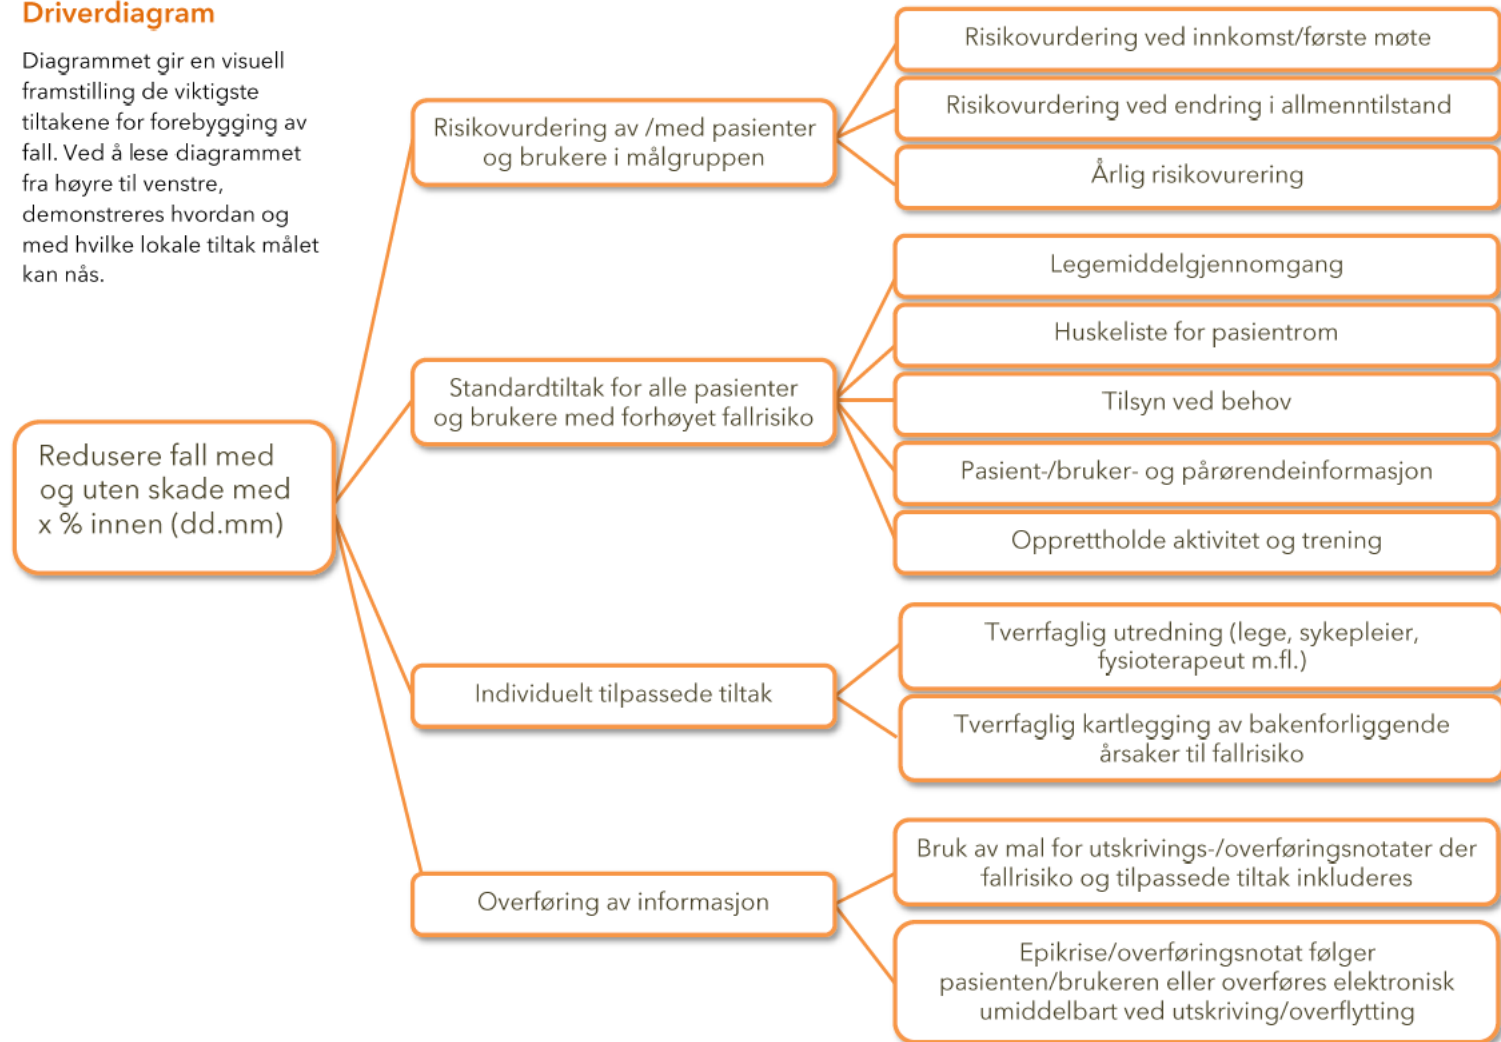 Driverdiagram
Diagrammet gir en visuell
framstilling de viktigste
tiltakene for forebygging av
fall. Ved å lese diagrammet
fra høyre til venstre,
demonstreres hvordan og
med hvilke lokale tiltak målet
kan nås.
Redusere fall med
og uten skade med
x % innen (dd.mm)
Risikovurdering av /med pasienter
og brukere i målgruppen
Risikovurdering ved innkomst/første møte
Risikovurdering ved endring i allmenntilstand
Årlig risikovurering
Standardtiltak for alle pasienter
og brukere med forhøyet fallrisiko
Legemiddelgjennomgang
Huskeliste for pasientrom
Tilsyn ved behov
Pasient-/bruker- og pårørendeinformasjon
Opprettholde aktivitet og trening
Individuelt tilpassede tiltak
Tverrfaglig utredning (lege, sykepleier,
fysioterapeut m.fl.)
Tverrfaglig kartlegging av bakenforliggende
årsaker til fallrisiko
Overføring av informasjon
Bruk av mal for utskrivings-/overføringsnotater der
fallrisiko og tilpassede tiltak inkluderes
Epikrise/overføringsnotat følger
pasienten/brukeren eller overføres elektronisk
umiddelbart ved utskriving/overflytting